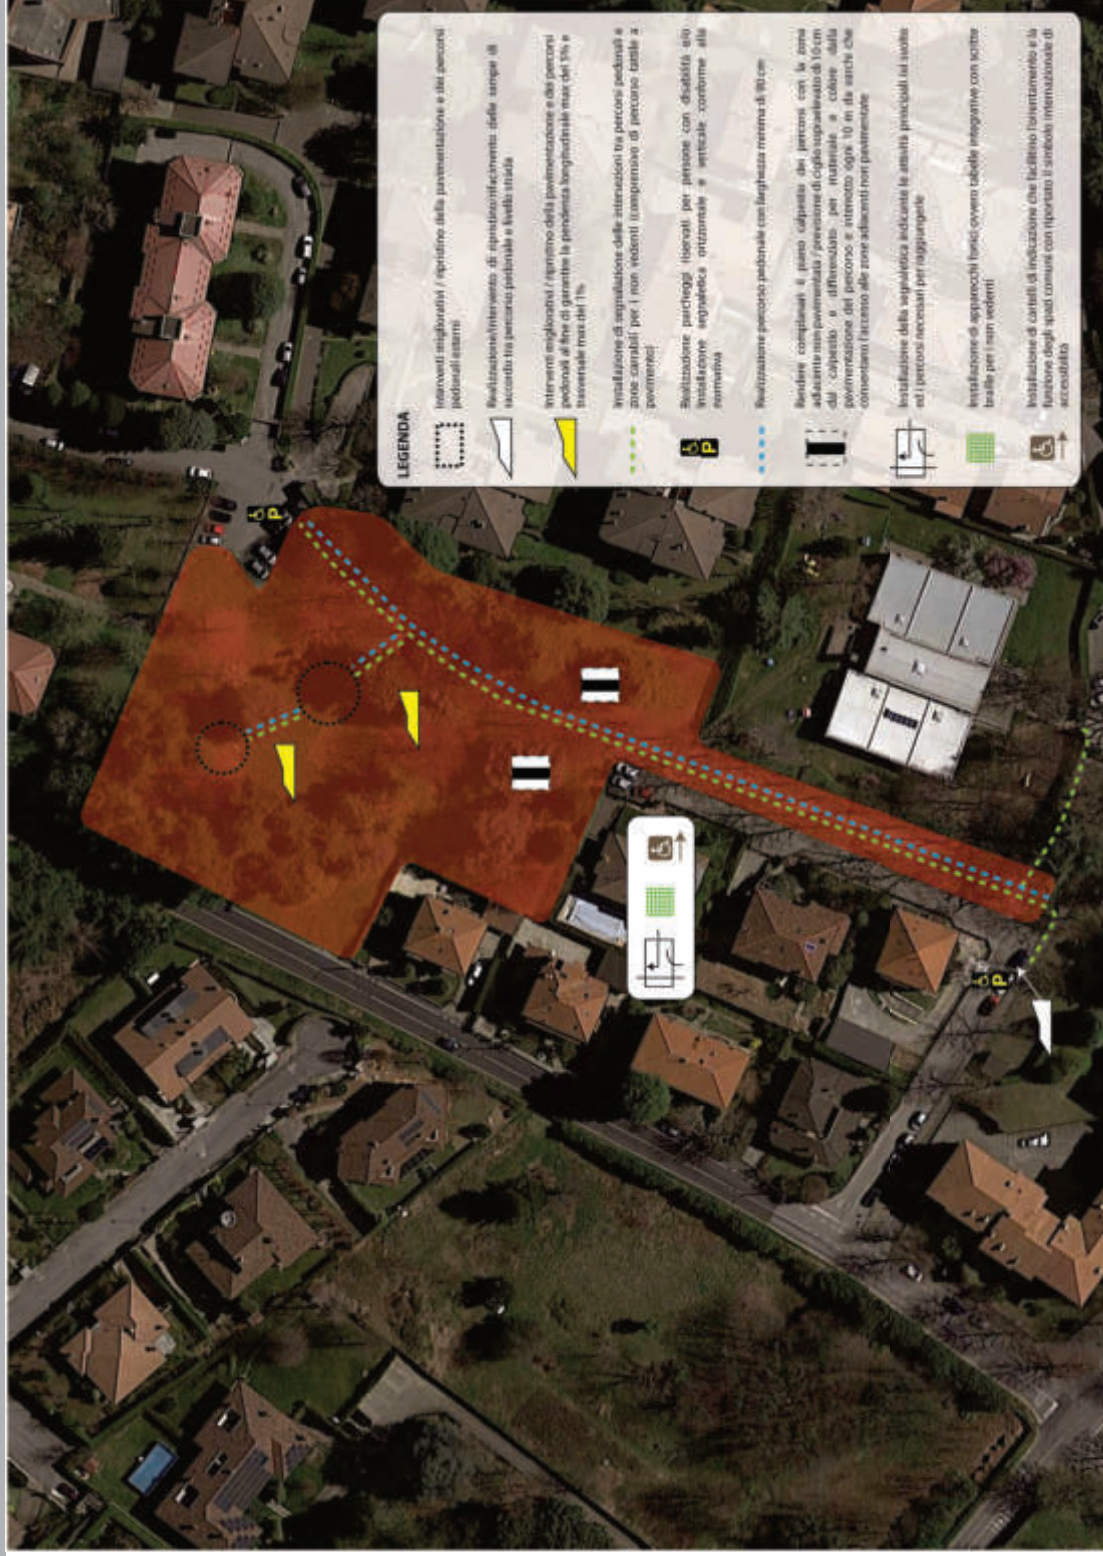 LEGENDA
Interventi migliorativi / ripristino della pavimentazione e dei percorsi
pedonali esterni
Realizzazione/intervento di ripristino/rifacimento delle rampe di
raccordo tra percorso pedonale e livello strada
Interventi migliorativi / ripristino della pavimentazione e dei percorsi
pedonali al fine di garantire la pendenza longitudinale max del 5% e
trasversale max del 1%
Installazione di segnalazione delle intersezioni tra percorsi pedonali e
zone carrabili per i non vedenti (comprensivo di percorso tattile a
pavimento)
Realizzazione parcheggi riservati per persone con disabilità e/o
installazione segnaletica orizzontale e verticale conforme alla
normativa
Realizzazione percorso pedonale con larghezza minima di 90 cm
Rendere complanari il piano calpesto dei percorsi con la zona
adiacente non pavimentata / previsione di ciglio sopraelevato di 10 cm
dal calpestio e differenziato per materiale e colore dalla
pavimentazione del percorso e interrotto ogni 10 m da varchi che
consentano l'accesso alle zone adiacenti non pavimentate
Installazione della segnaletica indicante le attività principali ivi svolte
ed i percorsi necessari per raggiungerle
Installazione di apparecchi fonici ovvero tabelle integrative con scritte
braille per i non vedenti
Installazione di cartelli di indicazione che facilitino l'orientamento e la
fruizione degli spazi comuni con riportato il simbolo internazionale di
accessibilità
P
P
P